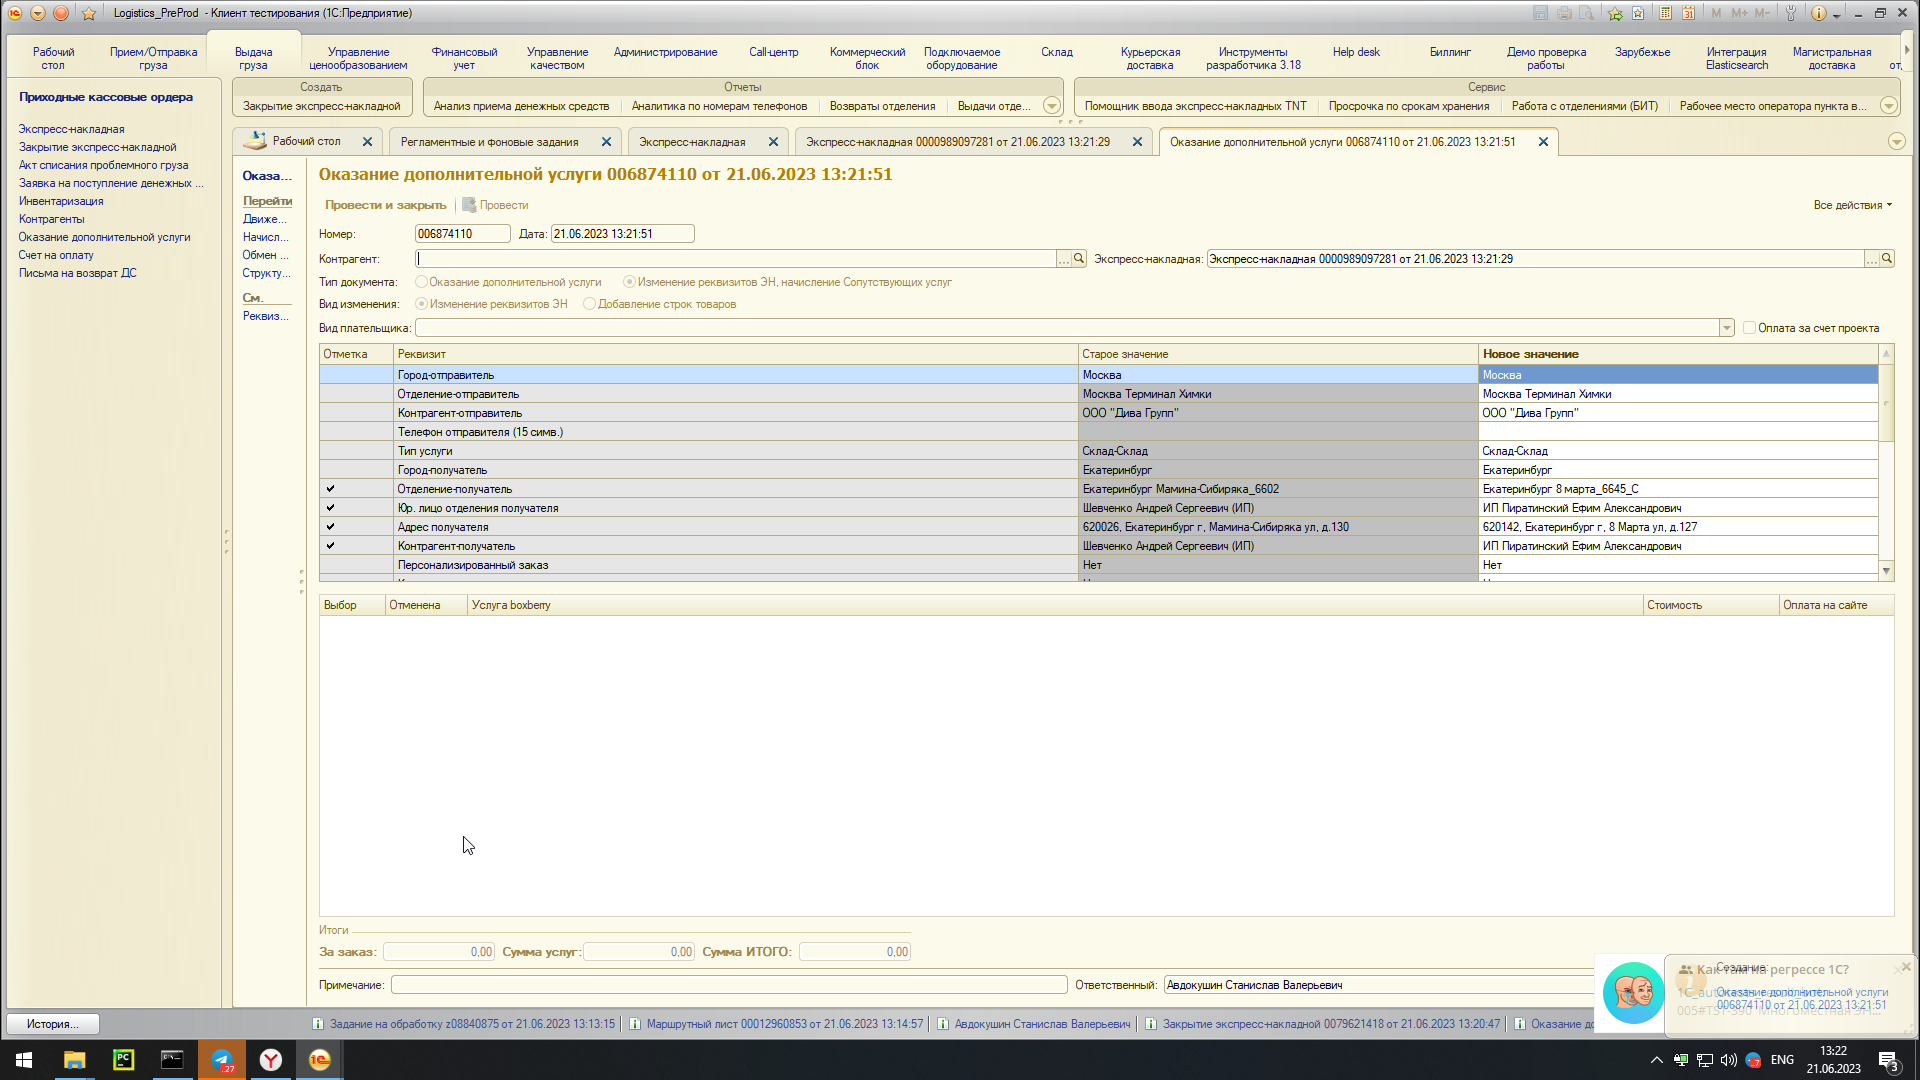 Logistics_PreProd - Клиент тестирования (1С:Предприятие)
M M+ M-
Рабочий стол
Прием/Отправка груза
Выдача груза
Управление ценообразованием
Финансовый учет
Управление качеством
Администрирование
Call-центр
Коммерческий блок
Подключаемое оборудование
Склад
Курьерская доставка
Инструменты разработчика 3.18
Help desk
Биллинг
Демо проверка работы
Зарубежье
Интеграция Elasticsearch
Магистральная доставка
от,
Создать
Закрытие экспресс-накладной
Отчеты
Анализ приема денежных средств
Аналитика по номерам телефонов
Возвраты отделения
Выдачи отде...
Сервис
Помощник ввода экспресс-накладных TNT
Просрочка по срокам хранения
Работа с отделениями (БИТ)
Рабочее место оператора пункта в...
Приходные кассовые ордера
Экспресс-накладная
Закрытие экспресс-накладной
Акт списания проблемного груза
Заявка на поступление денежных ...
Инвентаризация
Контрагенты
Оказание дополнительной услуги
Счет на оплату
Письма на возврат ДС
Рабочий стол
Регламентные и фоновые задания
Экспресс-накладная
Экспресс-накладная 0000989097281 от 21.06.2023 13:21:29
Оказание дополнительной услуги 006874110 от 21.06.2023 13:21:51
Оказа...
Перейти
Движе...
Начисл...
Обмен ...
Структу...
См.
Реквиз...
Оказание дополнительной услуги 006874110 от 21.06.2023 13:21:51
Провести и закрыть
Провести
Все действия
Номер: 006874110 Дата: 21.06.2023 13:21:51
Контрагент:
Экспресс-накладная: Экспресс-накладная 0000989097281 от 21.06.2023 13:21:29
Тип документа: Оказание дополнительной услуги Изменение реквизитов ЭН, начисление Сопутствующих услуг
Вид изменения: Изменение реквизитов ЭН Добавление строк товаров
Вид плательщика:
Оплата за счет проекта
Отметка Реквизит Старое значение Новое значение
Город-отправитель Москва Москва
Отделение-отправитель Москва Терминал Химки Москва Терминал Химки
Контрагент-отправитель ООО "Дива Групп" ООО "Дива Групп"
Телефон отправителя (15 симв.)
Тип услуги Склад-Склад Склад-Склад
Город-получатель Екатеринбург Екатеринбург
Отделение-получатель Екатеринбург Мамина-Сибиряка_6602 Екатеринбург 8 марта_6645_С
Юр. лицо отделения получателя Шевченко Андрей Сергеевич (ИП) ИП Пиратинский Ефим Александрович
Адрес получателя 620026, Екатеринбург г, Мамина-Сибиряка ул, д.130 620142, Екатеринбург г, 8 Марта ул, д.127
Контрагент-получатель Шевченко Андрей Сергеевич (ИП) ИП Пиратинский Ефим Александрович
Персонализированный заказ Нет Нет
Выбор Отменена Услуга boxberry Стоимость Оплата на сайте
Итоги
За заказ: 0,00 Сумма услуг: 0,00 Сумма ИТОГО: 0,00
Примечание:
Ответственный: Авдокушин Станислав Валерьевич
Как там на регрессе 1С?
Создание:
Оказание дополнительной услуги
006874110 от 21.06.2023 13:21:51
История...
Задание на обработку z08840875 от 21.06.2023 13:13:15
Маршрутный лист 00012960853 от 21.06.2023 13:14:57
Авдокушин Станислав Валерьевич
Закрытие экспресс-накладной 0079621418 от 21.06.2023 13:20:47
Оказание до
PC
27
ENG
13:22
21.06.2023
3